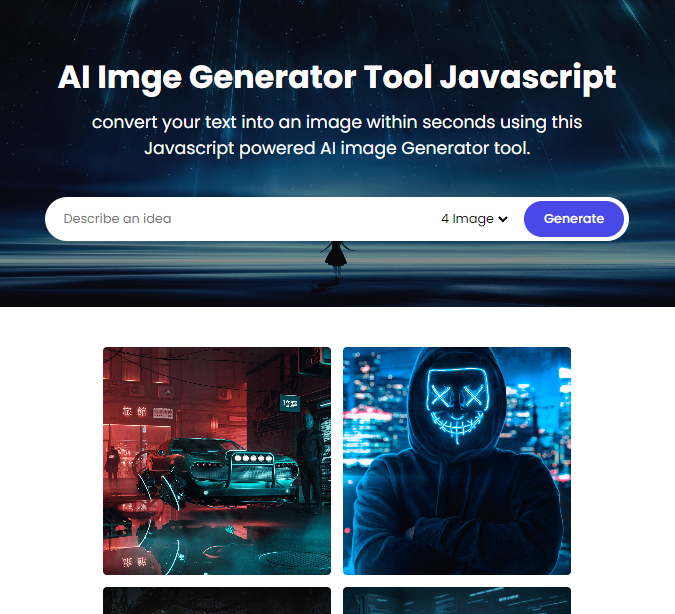 AI Imge Generator Tool Javascript
convert your text into an image within seconds using this
Javascript powered AI image Generator tool.
Describe an idea
4 Image
Generate